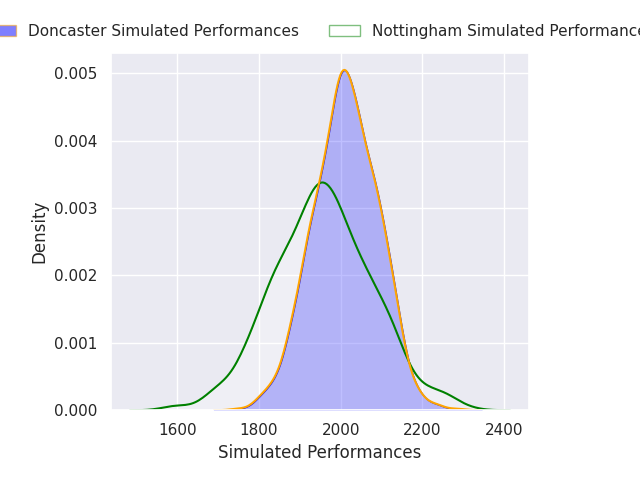 Doncaster Simulated Performances
Nottingham Simulated Performance
0.005
0.004
0.003
0.002
0.001
0.000
Density
1600 1800 2000 2200 2400
Simulated Performances